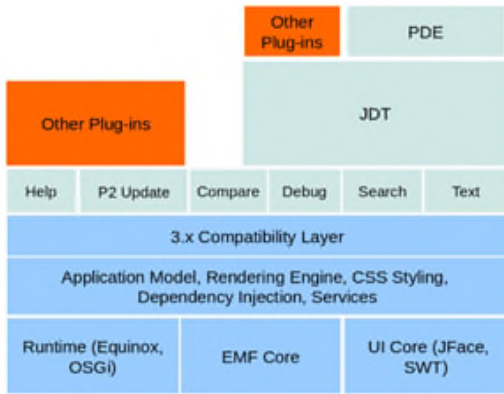 Other
Plug-ins
PDE
Other Plug-ins
JDT
Help
P2 Update
Compare
Debug
Search
Text
3.x Compatibility Layer
Application Model, Rendering Engine, CSS Styling,
Dependency Injection, Services
Runtime (Equinox,
OSGi)
EMF Core
UI Core (JFace,
SWT)